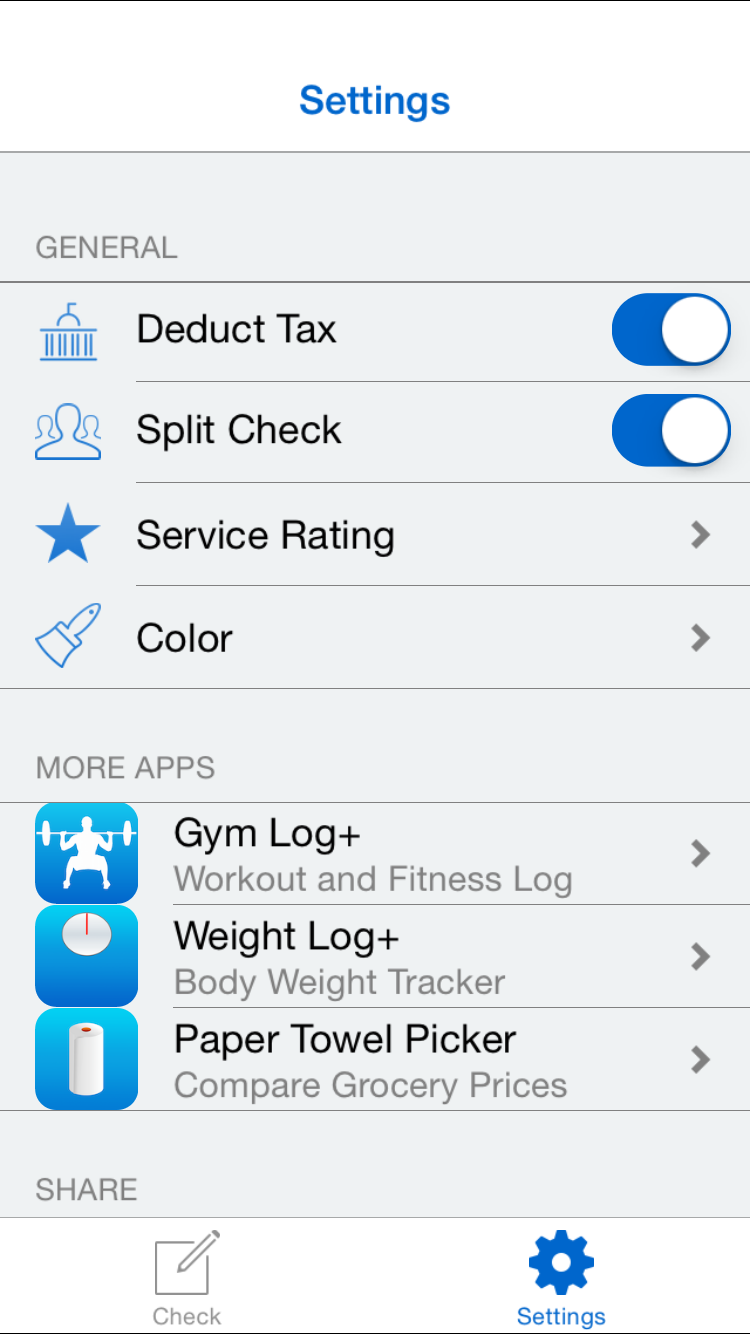 Settings
GENERAL
Deduct Tax
Split Check
Service Rating
Color
MORE APPS
Gym Log+
Workout and Fitness Log
Weight Log+
Body Weight Tracker
Paper Towel Picker
Compare Grocery Prices
SHARE
Check
Settings